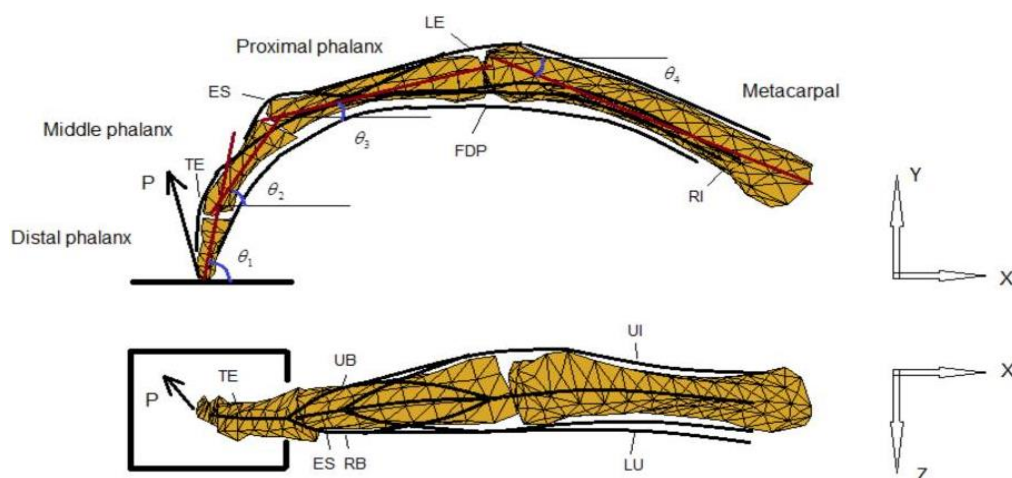 LE
Proximal phalanx
θ4
ES
Metacarpal
Middle phalanx
θ3
FDP
Y
TE
P
θ2
RI
Distal phalanx
θ1
X
UI
UB
TE
X
P
ES
RB
LU
Z